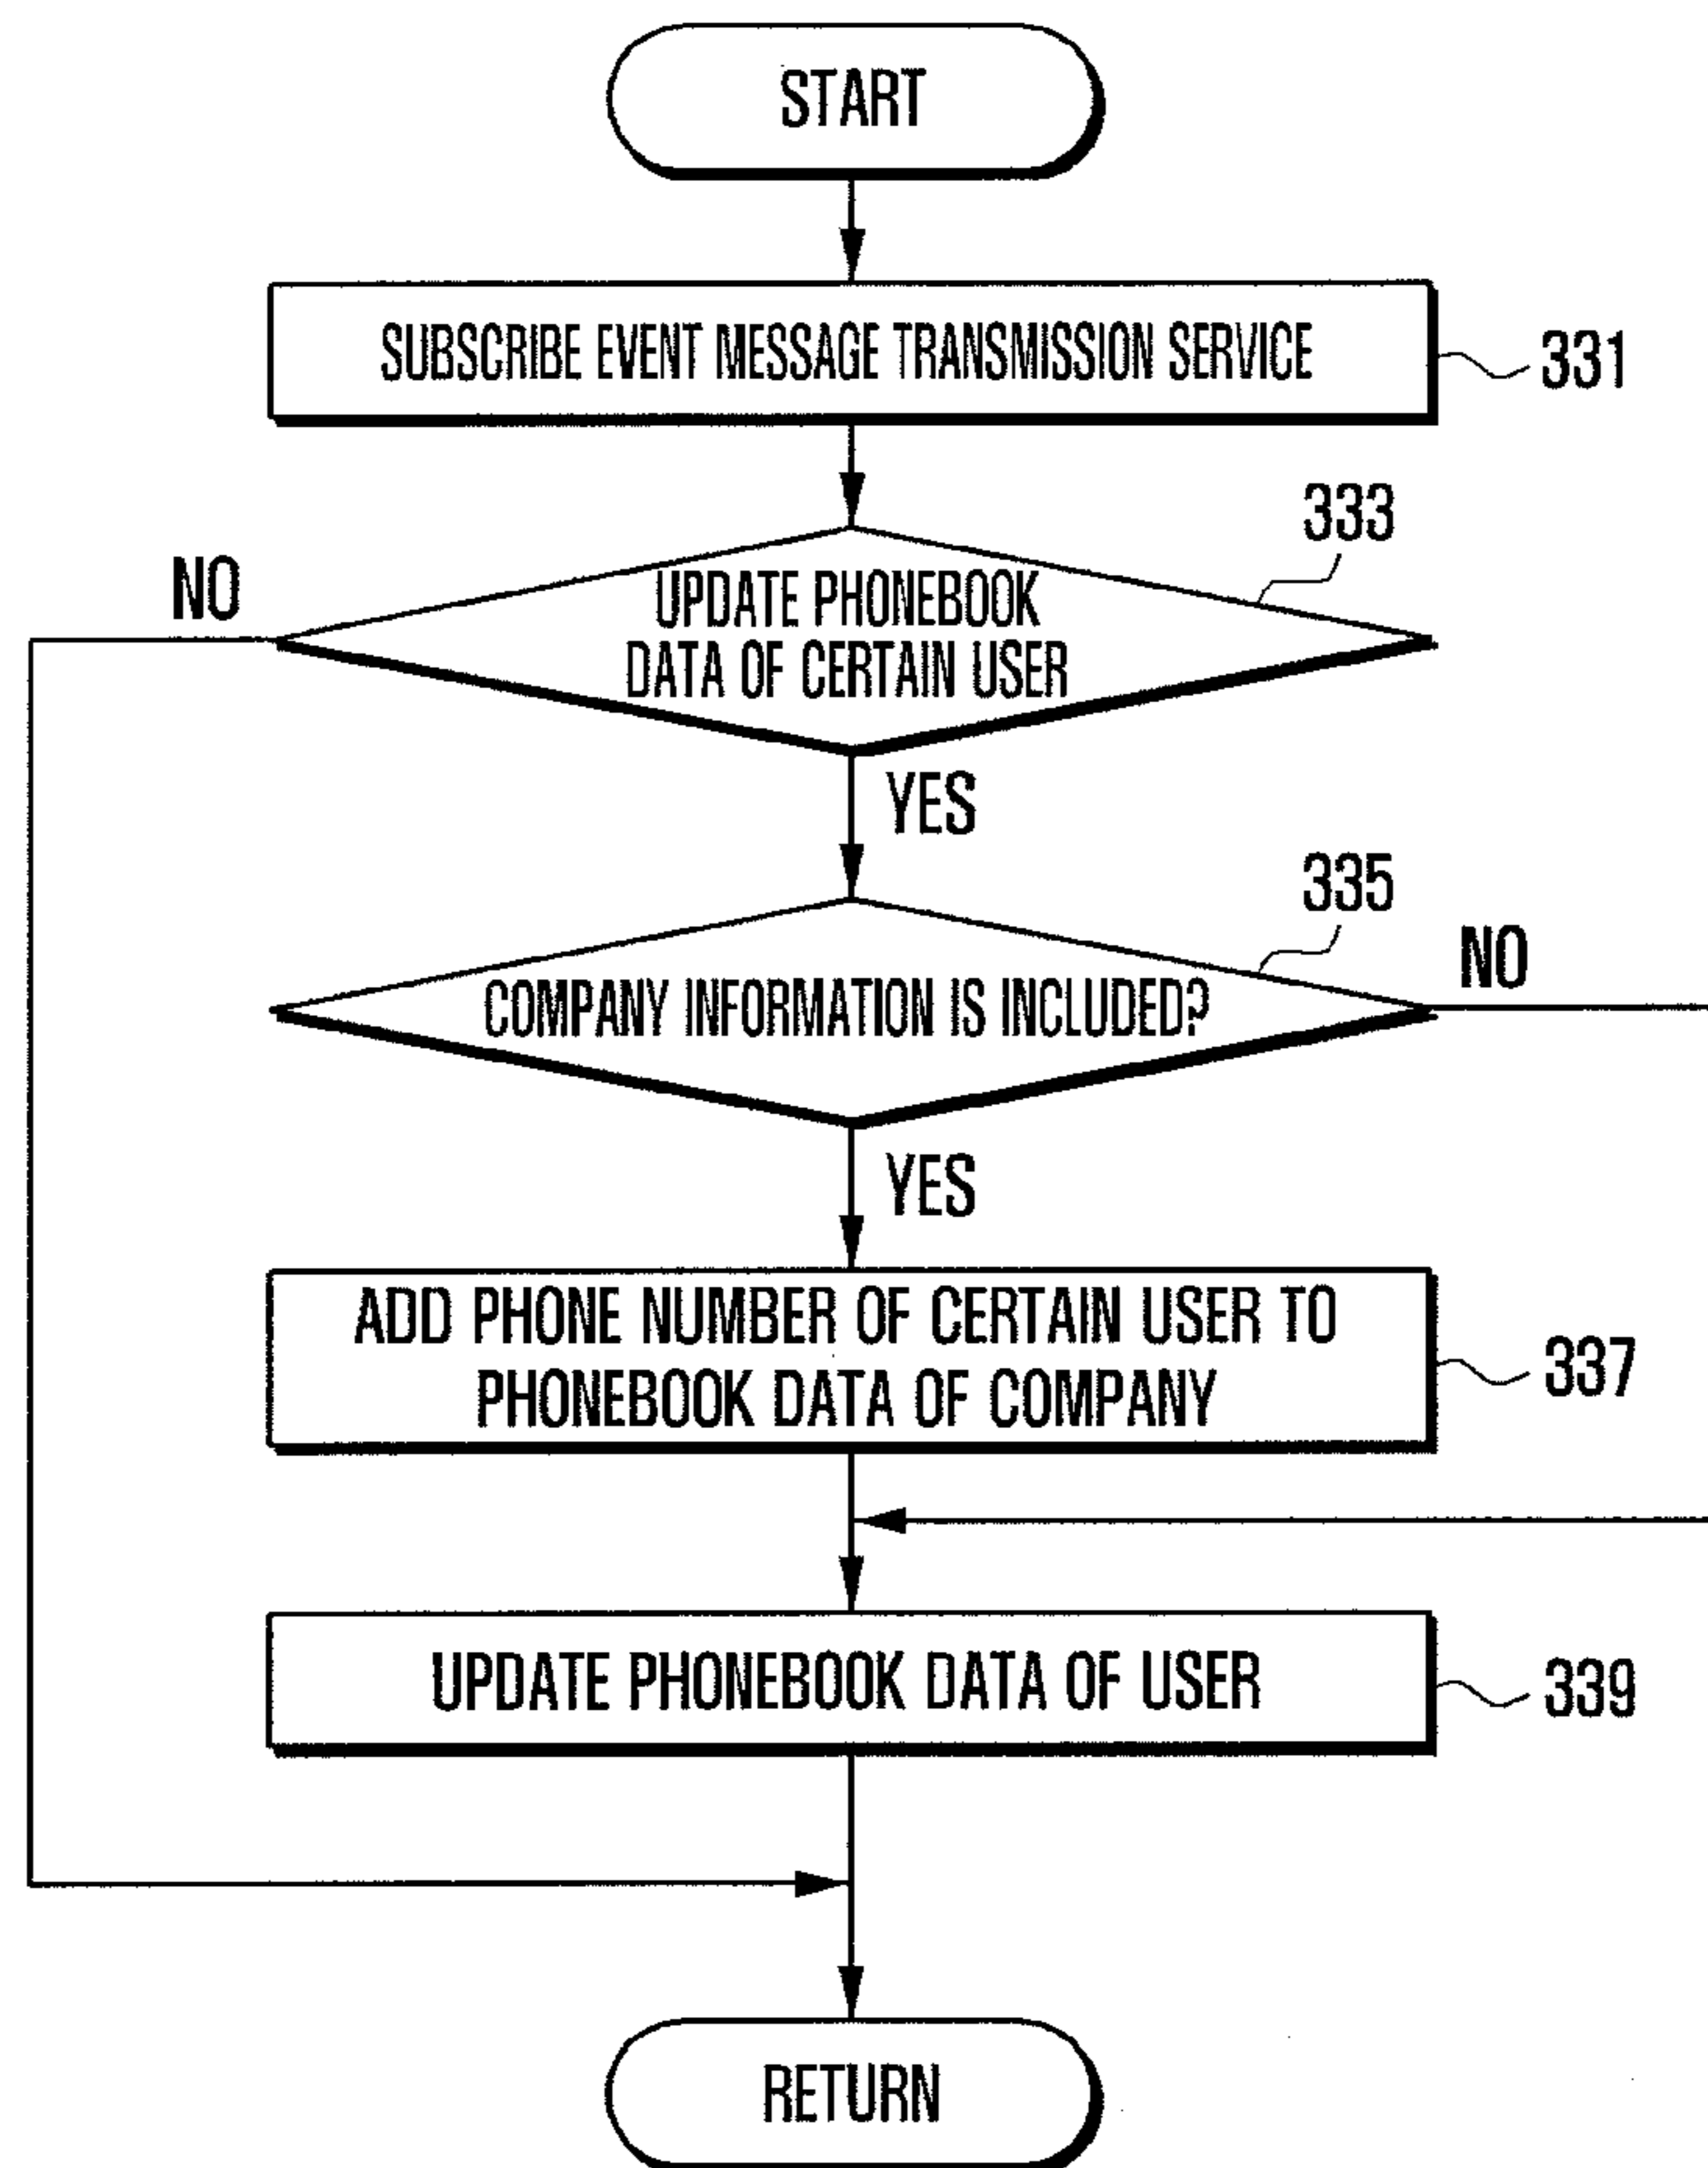 START
SUBSCRIBE EVENT MESSAGE TRANSMISSION SERVICE
331
333
NO
UPDATE PHONEBOOK
DATA OF CERTAIN USER
YES
335
NO
COMPANY INFORMATION IS INCLUDED?
YES
ADD PHONE NUMBER OF CERTAIN USER TO
PHONEBOOK DATA OF COMPANY
337
UPDATE PHONEBOOK DATA OF USER
339
RETURN